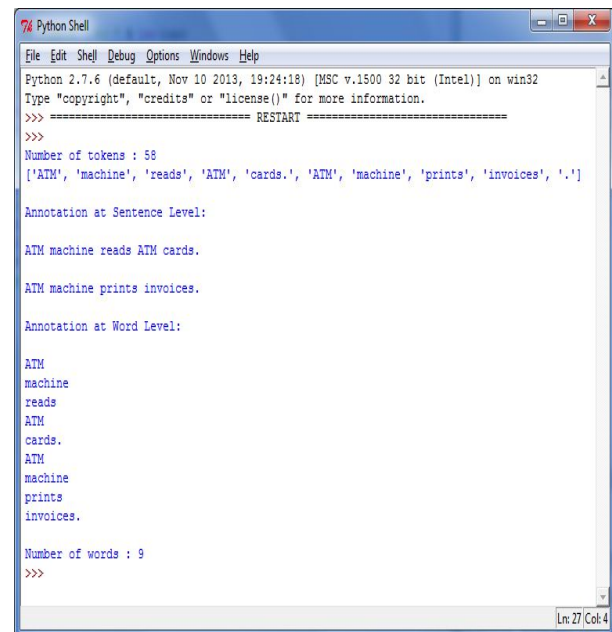 Python Shell
File Edit Shell Debug Options Windows Help
Python 2.7.6 (default, Nov 10 2013, 19:24:18) [MSC v.1500 32 bit (Intel)] on win32
Type "copyright", "credits" or "license()" for more information.
>>> ================================ RESTART ================================
>>>
Number of tokens : 58
['ATM', 'machine', 'reads', 'ATM', 'cards.', 'ATM', 'machine', 'prints', 'invoices', '.']
Annotation at Sentence Level:
ATM machine reads ATM cards.
ATM machine prints invoices.
Annotation at Word Level:
ATM
machine
reads
ATM
cards.
ATM
machine
prints
invoices.
Number of words : 9
>>>
Ln: 27 Col: 4